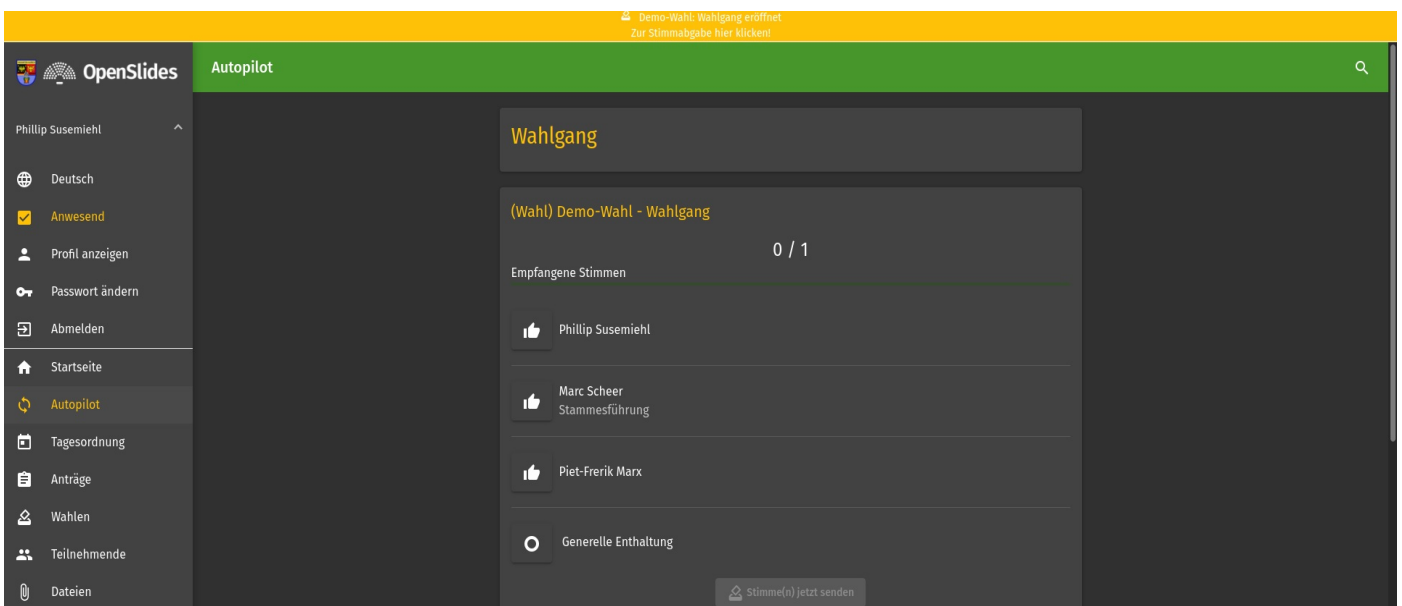 Demo-Wahl: Wahlgang eröffnet
Zur Stimmabgabe hier klicken!
OpenSlides
Autopilot
Phillip Susemiehl
Deutsch
Anwesend
Profil anzeigen
Passwort ändern
Abmelden
Startseite
Autopilot
Tagesordnung
Anträge
Wahlen
Teilnehmende
Dateien
Wahlgang
(Wahl) Demo-Wahl - Wahlgang
0 / 1
Empfangene Stimmen
Phillip Susemiehl
Marc Scheer
Stammesführung
Piet-Frerik Marx
Generelle Enthaltung
Stimme(n) jetzt senden